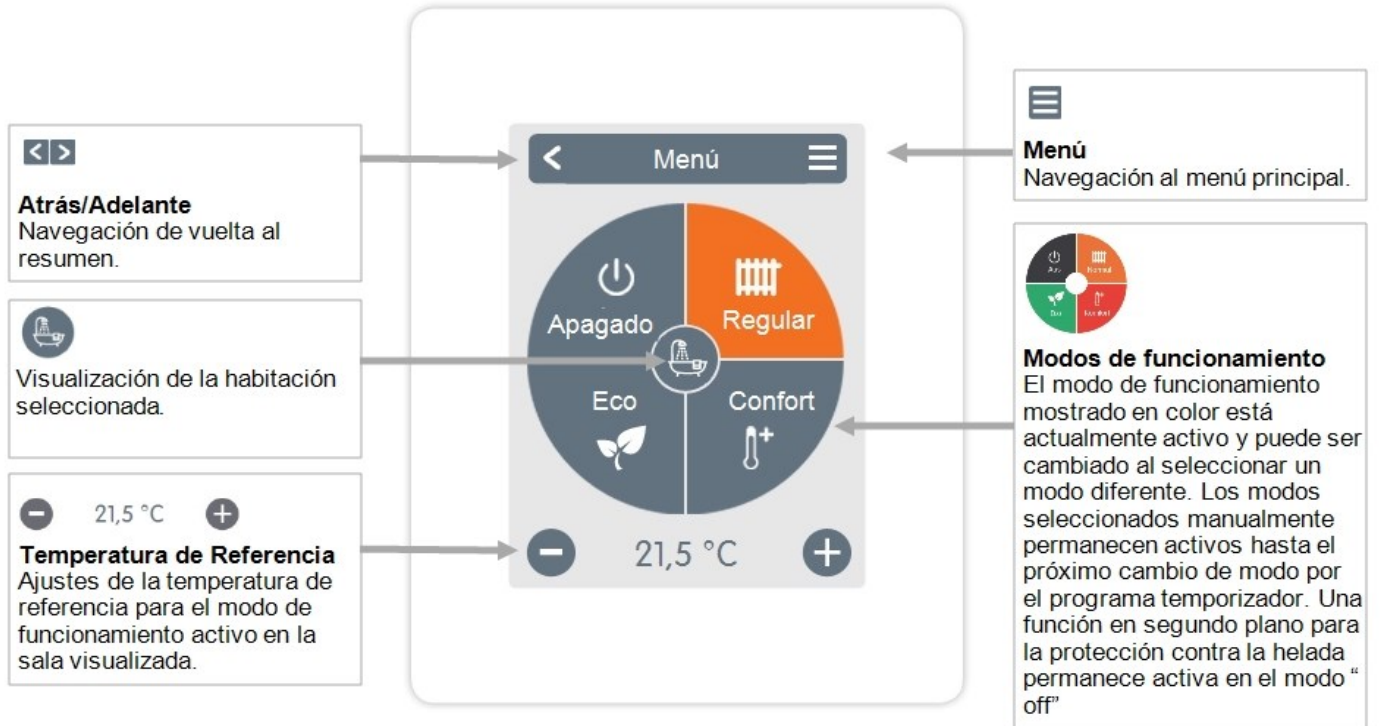 Atrás/Adelante
Navegación de vuelta al
resumen.
Visualización de la habitación
seleccionada.
21,5 °C
Temperatura de Referencia
Ajustes de la temperatura de
referencia para el modo de
funcionamiento activo en la
sala visualizada.
Menú
Apagado
Regular
Eco
Confort
21,5 °C
Menú
Navegación al menú principal.
Aus
Normal
Eco
Komfort
Modos de funcionamiento
El modo de funcionamiento
mostrado en color está
actualmente activo y puede ser
cambiado al seleccionar un
modo diferente. Los modos
seleccionados manualmente
permanecen activos hasta el
próximo cambio de modo por
el programa temporizador. Una
función en segundo plano para
la protección contra la helada
permanece activa en el modo “
off”